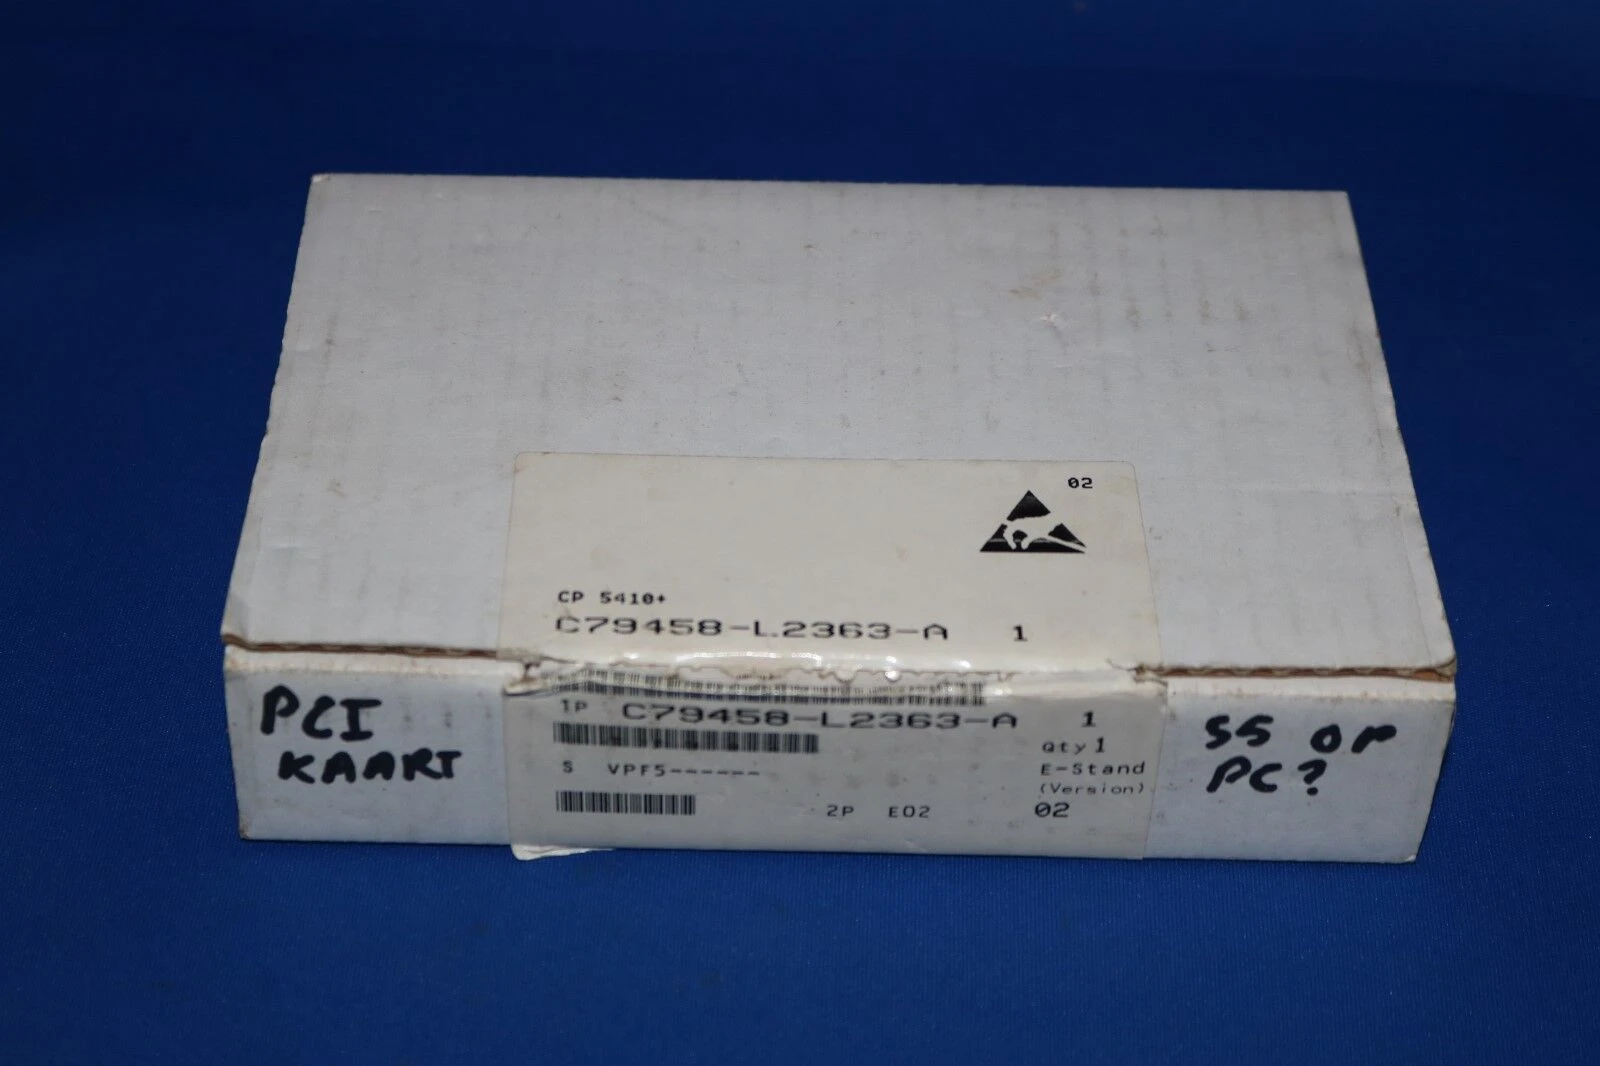 02
CP 5410+
C79458-L2363-A 1
1P C79458-L2363-A 1
Qty 1
S VPF5------
E-Stand
(Version)
2P E02
02
PCI
KAART
S5 OP
PC?